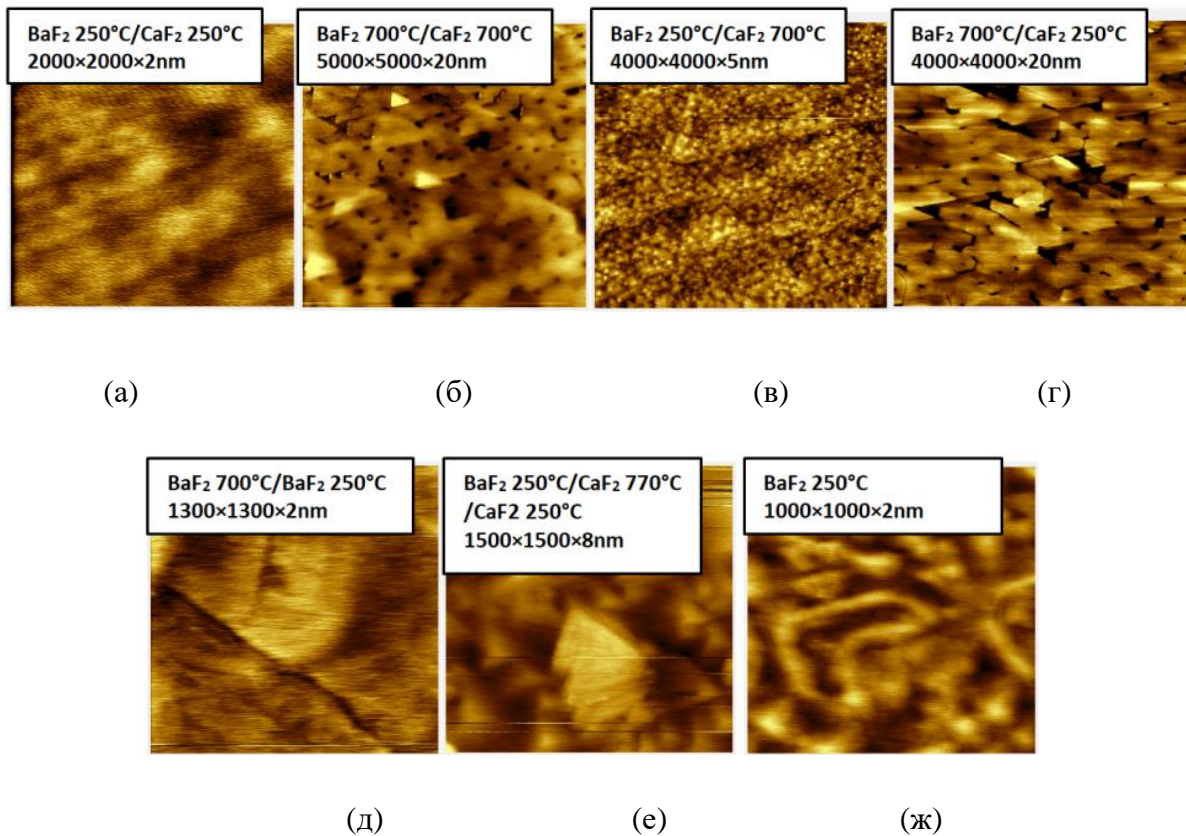 BaF₂ 250°C/CaF₂ 250°C
2000×2000×2nm
BaF₂ 700°C/CaF₂ 700°C
5000×5000×20nm
BaF₂ 250°C/CaF₂ 700°C
4000×4000×5nm
BaF₂ 700°C/CaF₂ 250°C
4000×4000×20nm
(а)
(б)
(в)
(г)
BaF₂ 700°C/BaF₂ 250°C
1300×1300×2nm
BaF₂ 250°C/CaF₂ 770°C
/CaF2 250°C
1500×1500×8nm
BaF₂ 250°C
1000×1000×2nm
(д)
(е)
(ж)